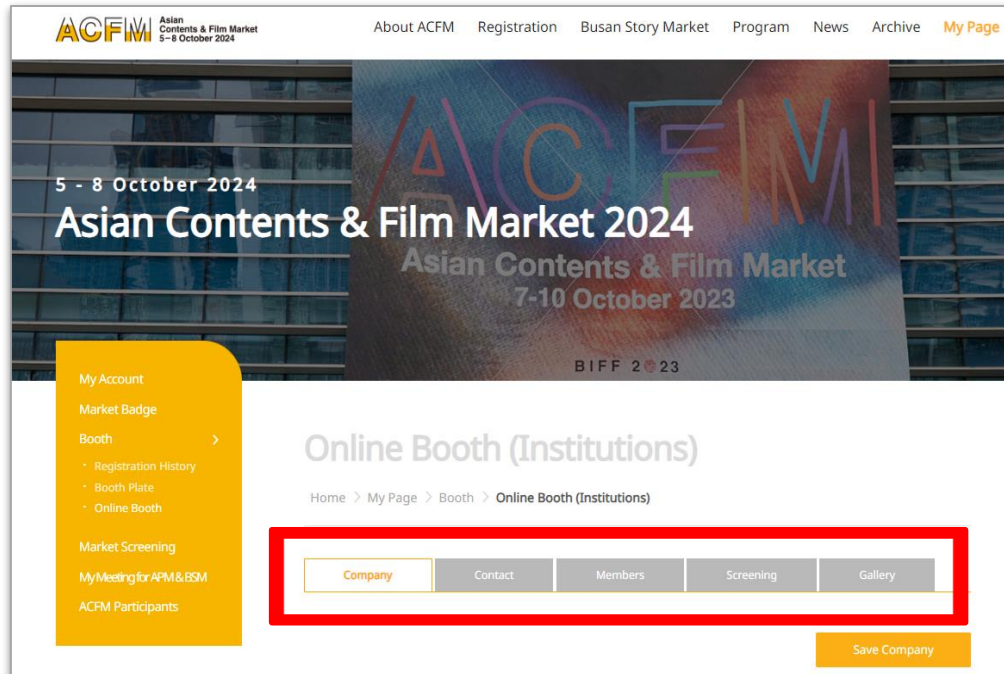 ACFM Asian
Contents & Film Market
5–8 October 2024
About ACFM Registration Busan Story Market Program News Archive My Page
ACFM
5 - 8 October 2024
Asian Contents & Film Market 2024
Asian Contents & Film Market
7-10 October 2023
BIFF 2023
My Account
Market Badge
Booth >
· Registration History
· Booth Plate
· Online Booth
Market Screening
My Meeting for APM & BSM
ACFM Participants
Online Booth (Institutions)
Home > My Page > Booth > Online Booth (Institutions)
Company Contact Members Screening Gallery
Save Company